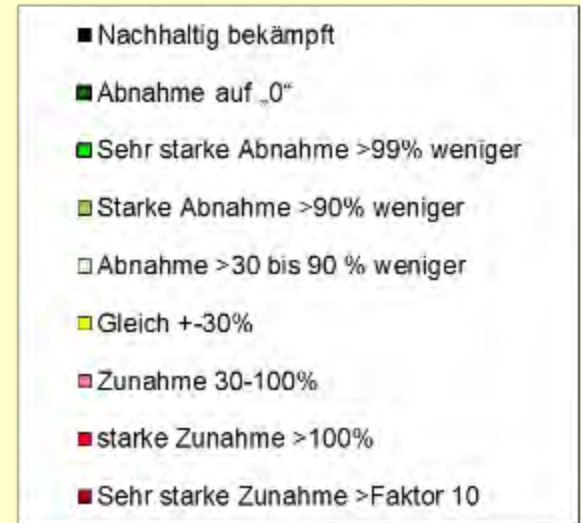 Nachhaltig bekämpft
Abnahme auf „0“
Sehr starke Abnahme >99% weniger
Starke Abnahme >90% weniger
Abnahme >30 bis 90 % weniger
Gleich +-30%
Zunahme 30-100%
starke Zunahme >100%
Sehr starke Zunahme >Faktor 10